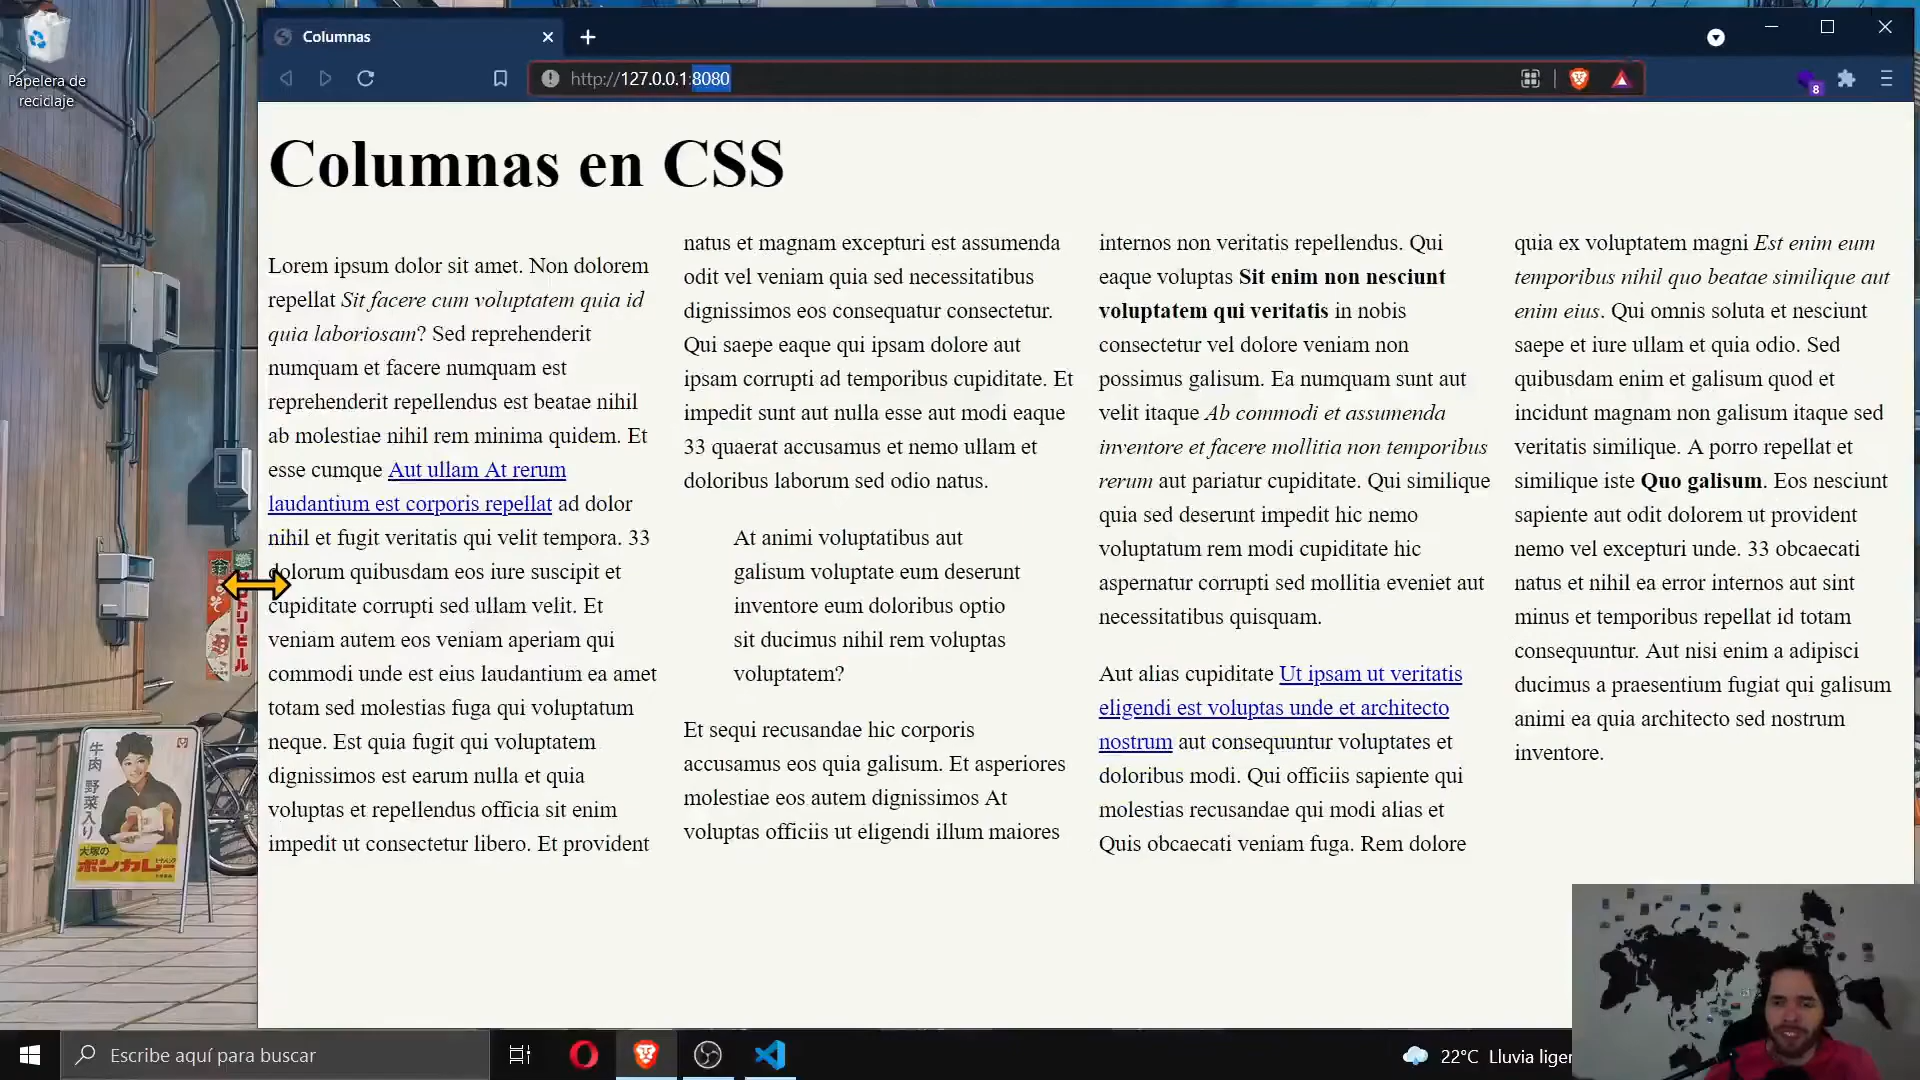 Papelera de
reciclaje
Columnas
http://127.0.0.1:8080
8
Columnas en CSS
Lorem ipsum dolor sit amet. Non dolorem
repellat Sit facere cum voluptatem quia id
quia laboriosam? Sed reprehenderit
numquam et facere numquam est
reprehenderit repellendus est beatae nihil
ab molestiae nihil rem minima quidem. Et
esse cumque Aut ullam At rerum
laudantium est corporis repellat ad dolor
nihil et fugit veritatis qui velit tempora. 33
dolorum quibusdam eos iure suscipit et
cupiditate corrupti sed ullam velit. Et
veniam autem eos veniam aperiam qui
commodi unde est eius laudantium ea amet
totam sed molestias fuga qui voluptatum
neque. Est quia fugit qui voluptatem
dignissimos est earum nulla et quia
voluptas et repellendus officia sit enim
impedit ut consectetur libero. Et provident
natus et magnam excepturi est assumenda
odit vel veniam quia sed necessitatibus
dignissimos eos consequatur consectetur.
Qui saepe eaque qui ipsam dolore aut
ipsam corrupti ad temporibus cupiditate. Et
impedit sunt aut nulla esse aut modi eaque
33 quaerat accusamus et nemo ullam et
doloribus laborum sed odio natus.
At animi voluptatibus aut
galisum voluptate eum deserunt
inventore eum doloribus optio
sit ducimus nihil rem voluptas
voluptatem?
Et sequi recusandae hic corporis
accusamus eos quia galisum. Et asperiores
molestiae eos autem dignissimos At
voluptas officiis ut eligendi illum maiores
internos non veritatis repellendus. Qui
eaque voluptas Sit enim non nesciunt
voluptatem qui veritatis in nobis
consectetur vel dolore veniam non
possimus galisum. Ea numquam sunt aut
velit itaque Ab commodi et assumenda
inventore et facere mollitia non temporibus
rerum aut pariatur cupiditate. Qui similique
quia sed deserunt impedit hic nemo
voluptatum rem modi cupiditate hic
aspernatur corrupti sed mollitia eveniet aut
necessitatibus quisquam.
Aut alias cupiditate Ut ipsam ut veritatis
eligendi est voluptas unde et architecto
nostrum aut consequuntur voluptates et
doloribus modi. Qui officiis sapiente qui
molestias recusandae qui modi alias et
Quis obcaecati veniam fuga. Rem dolore
quia ex voluptatem magni Est enim eum
temporibus nihil quo beatae similique aut
enim eius. Qui omnis soluta et nesciunt
saepe et iure ullam et quia odio. Sed
quibusdam enim et galisum quod et
incidunt magnam non galisum itaque sed
veritatis similique. A porro repellat et
similique iste Quo galisum. Eos nesciunt
sapiente aut odit dolorem ut provident
nemo vel excepturi unde. 33 obcaecati
natus et nihil ea error internos aut sint
minus et temporibus repellat id totam
consequuntur. Aut nisi enim a adipisci
ducimus a praesentium fugiat qui galisum
animi ea quia architecto sed nostrum
inventore.
牛肉 野菜入り
大塚の
ボンカレー
Escribe aquí para buscar
22°C Lluvia liger